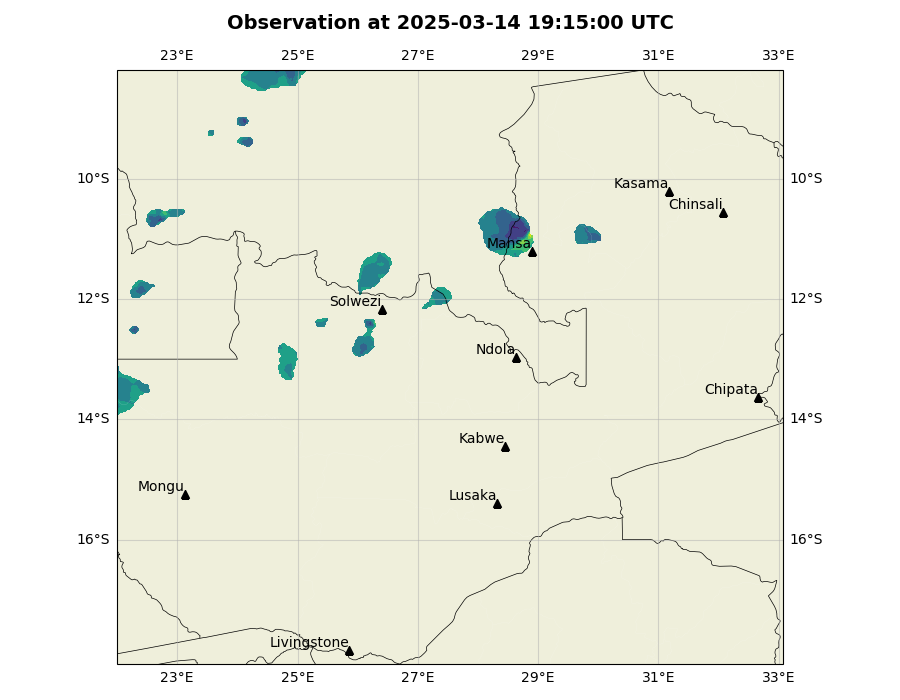 Observation at 2025-03-14 19:15:00 UTC
23°E 25°E 27°E 29°E 31°E 33°E
10°S 10°S
Kasama
Chinsali
Mansa
12°S 12°S
Solwezi
Ndola
Chipata
14°S 14°S
Kabwe
Mongu
Lusaka
16°S 16°S
Livingstone
23°E 25°E 27°E 29°E 31°E 33°E